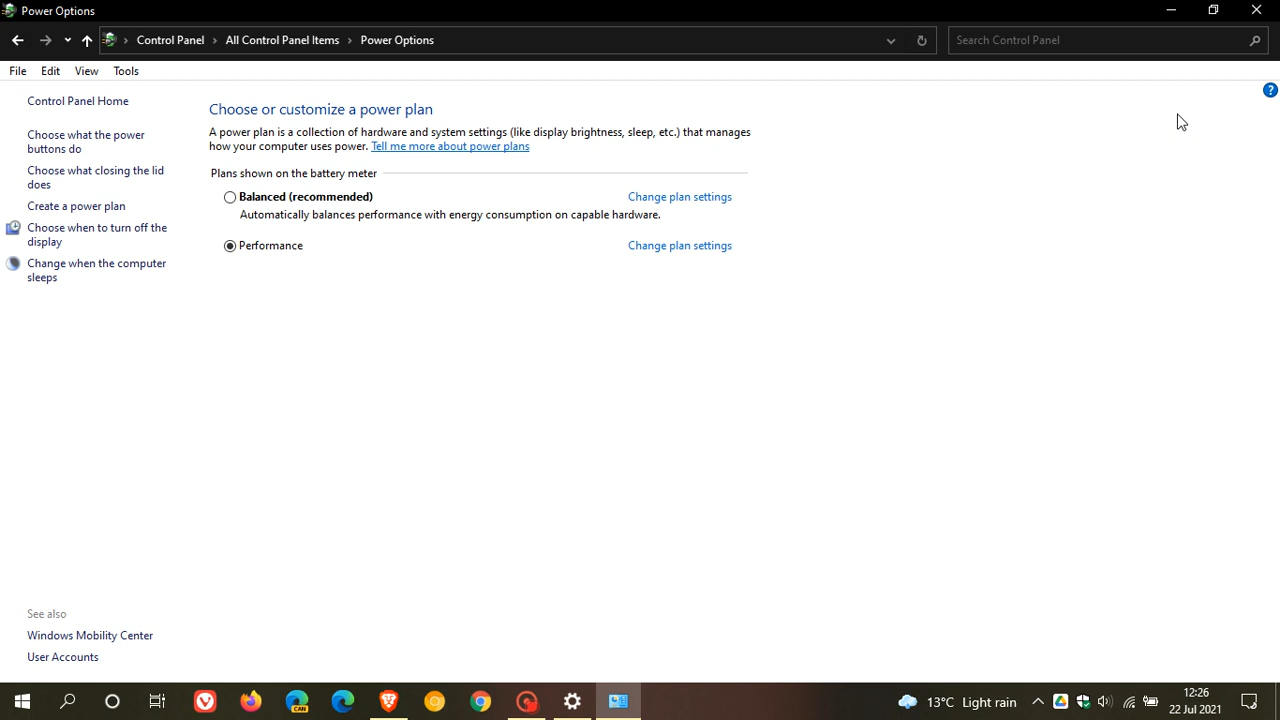 Power Options
Control Panel › All Control Panel Items › Power Options
Search Control Panel
File Edit View Tools
Control Panel Home
Choose what the power
buttons do
Choose what closing the lid
does
Create a power plan
Choose when to turn off the
display
Change when the computer
sleeps
Choose or customize a power plan
A power plan is a collection of hardware and system settings (like display brightness, sleep, etc.) that manages
how your computer uses power. Tell me more about power plans
Plans shown on the battery meter
Balanced (recommended) Change plan settings
Automatically balances performance with energy consumption on capable hardware.
Performance Change plan settings
See also
Windows Mobility Center
User Accounts
CAN
13°C Light rain
12:26
22 Jul 2021